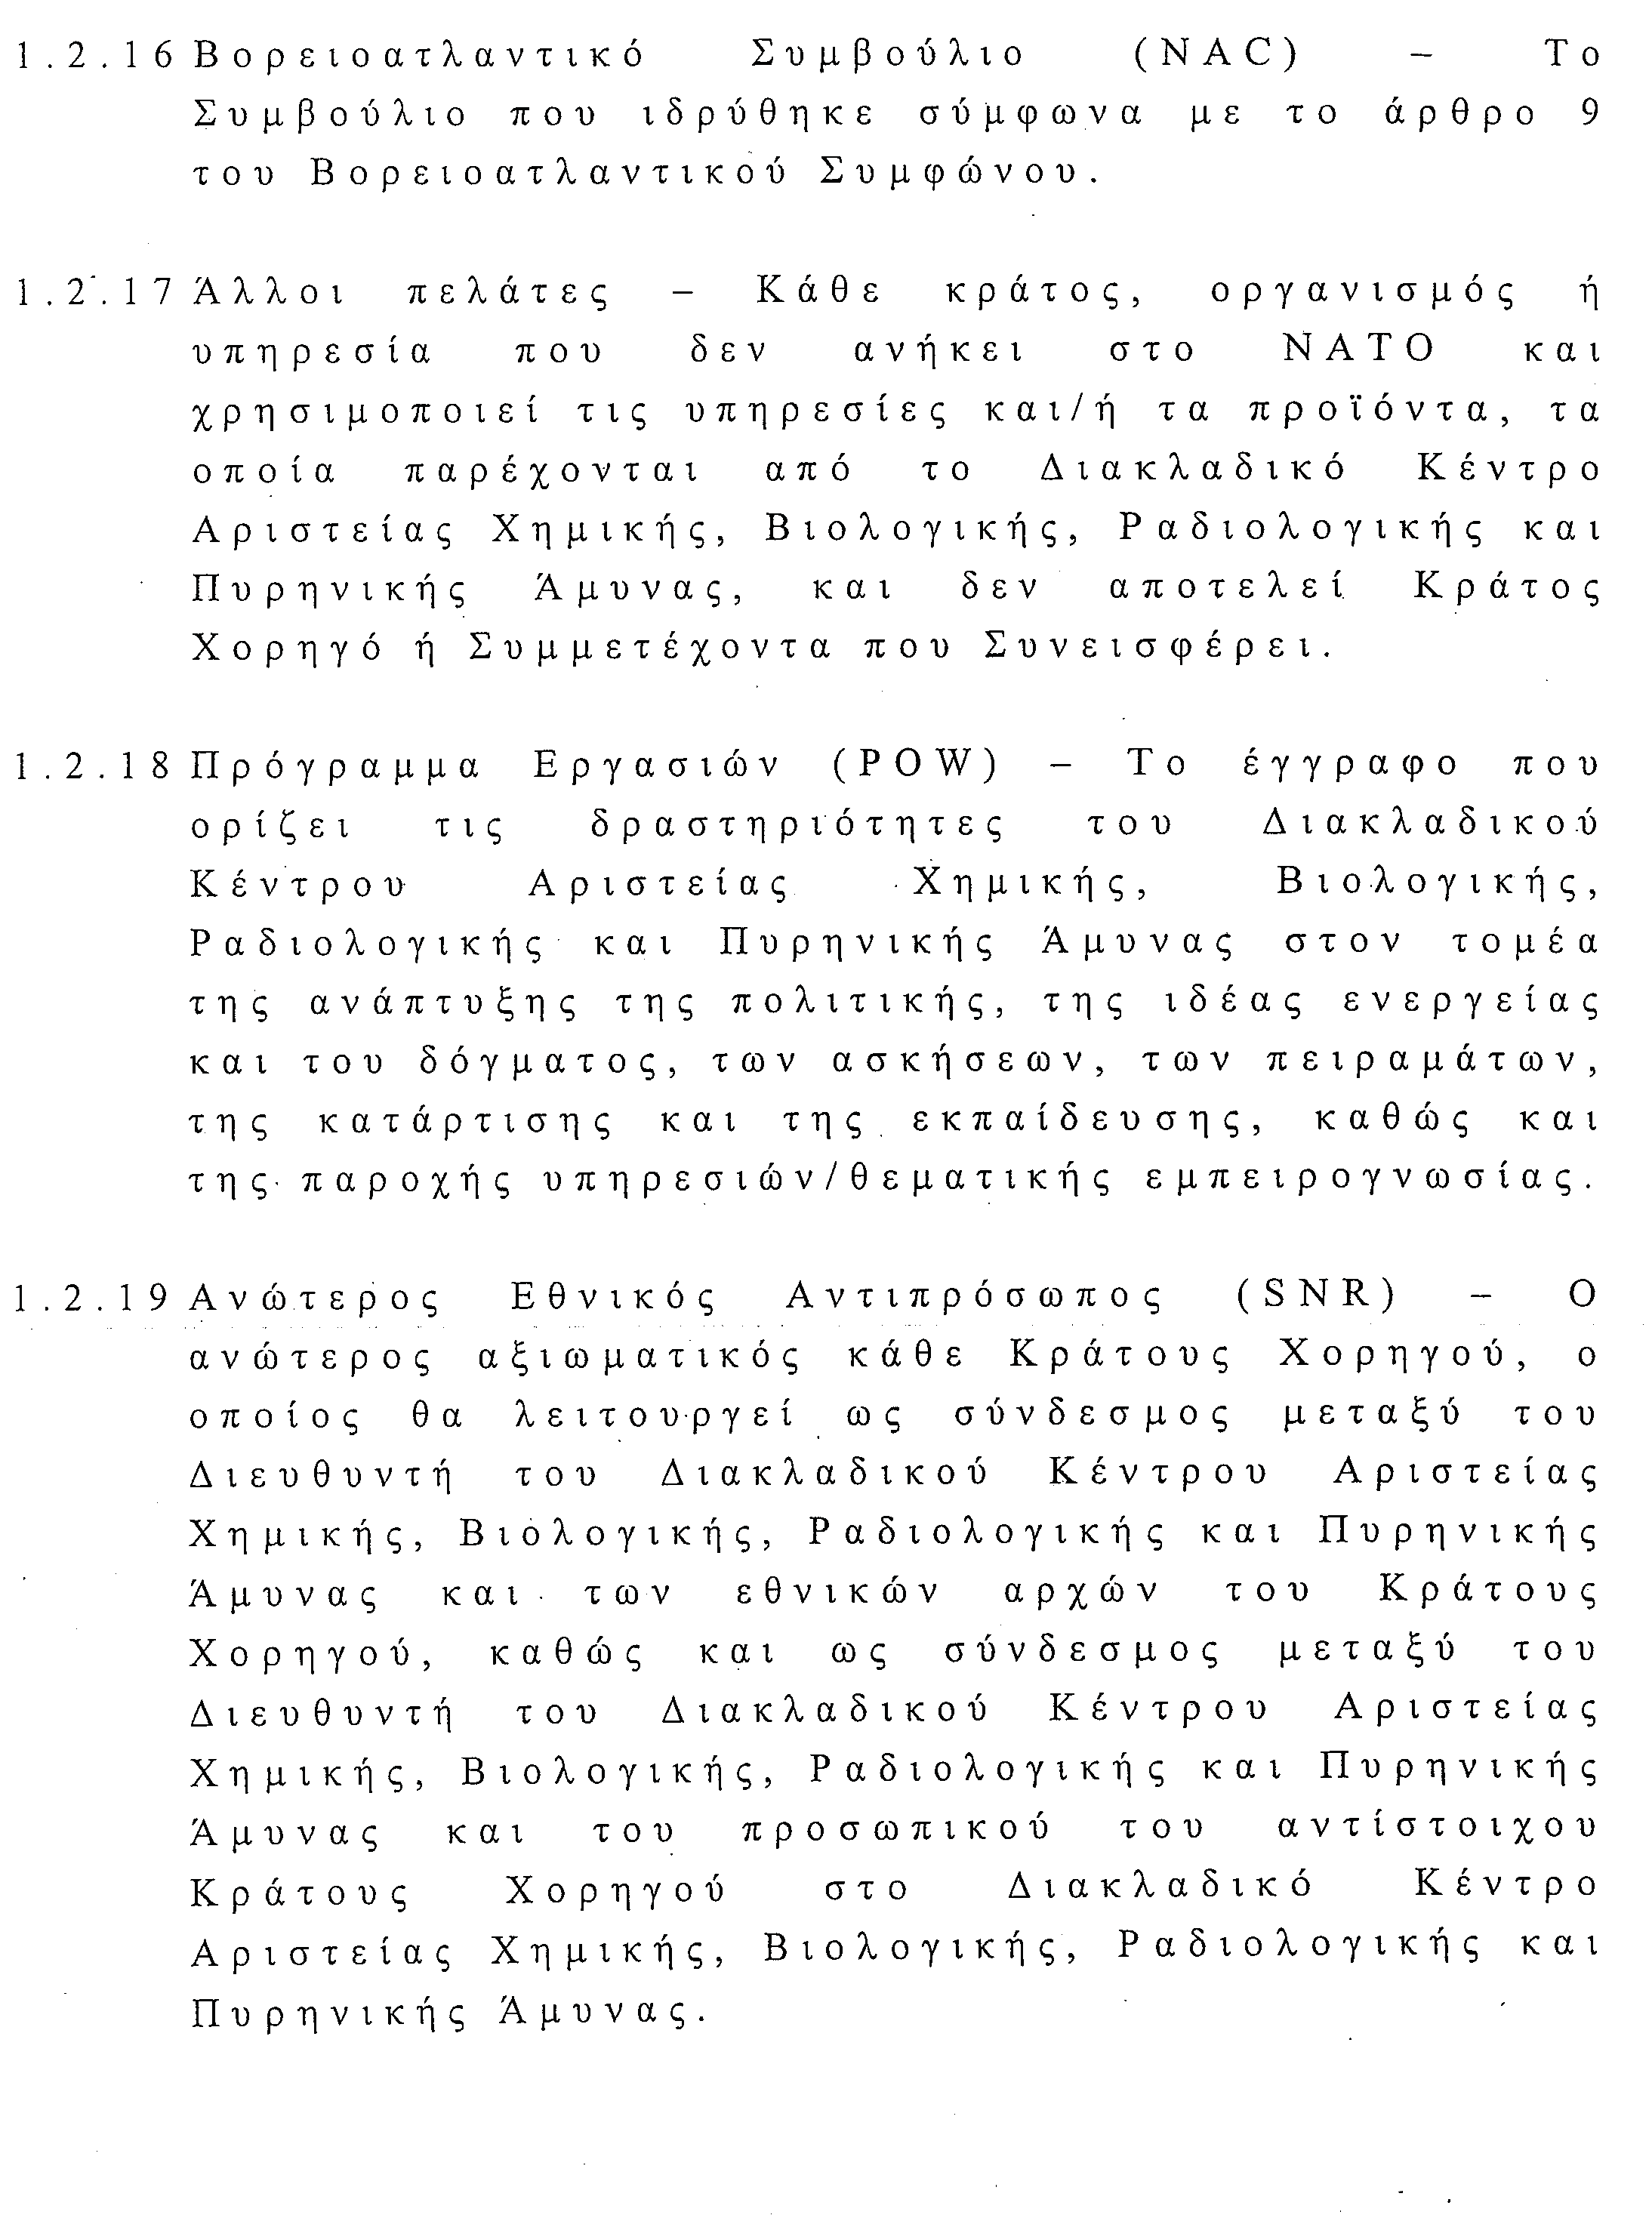 1.2.16 Βορειοατλαντικό Συμβούλιο (NAC) – Το
Συμβούλιο που ιδρύθηκε σύμφωνα με το άρθρο 9
του Βορειοατλαντικού Συμφώνου.
1.2.17 Άλλοι πελάτες – Κάθε κράτος, οργανισμός ή
υπηρεσία που δεν ανήκει στο ΝΑΤΟ και
χρησιμοποιεί τις υπηρεσίες και/ή τα προϊόντα, τα
οποία παρέχονται από το Διακλαδικό Κέντρο
Αριστείας Χημικής, Βιολογικής, Ραδιολογικής και
Πυρηνικής Άμυνας, και δεν αποτελεί Κράτος
Χορηγό ή Συμμετέχοντα που Συνεισφέρει.
1.2.18 Πρόγραμμα Εργασιών (POW) – Το έγγραφο που
ορίζει τις δραστηριότητες του Διακλαδικού
Κέντρου Αριστείας Χημικής, Βιολογικής,
Ραδιολογικής και Πυρηνικής Άμυνας στον τομέα
της ανάπτυξης της πολιτικής, της ιδέας ενεργείας
και του δόγματος, των ασκήσεων, των πειραμάτων,
της κατάρτισης και της εκπαίδευσης, καθώς και
της παροχής υπηρεσιών/θεματικής εμπειρογνωσίας.
1.2.19 Ανώτερος Εθνικός Αντιπρόσωπος (SNR) – Ο
ανώτερος αξιωματικός κάθε Κράτους Χορηγού, ο
οποίος θα λειτουργεί ως σύνδεσμος μεταξύ του
Διευθυντή του Διακλαδικού Κέντρου Αριστείας
Χημικής, Βιολογικής, Ραδιολογικής και Πυρηνικής
Άμυνας και των εθνικών αρχών του Κράτους
Χορηγού, καθώς και ως σύνδεσμος μεταξύ του
Διευθυντή του Διακλαδικού Κέντρου Αριστείας
Χημικής, Βιολογικής, Ραδιολογικής και Πυρηνικής
Άμυνας και του προσωπικού του αντίστοιχου
Κράτους Χορηγού στο Διακλαδικό Κέντρο
Αριστείας Χημικής, Βιολογικής, Ραδιολογικής και
Πυρηνικής Άμυνας.